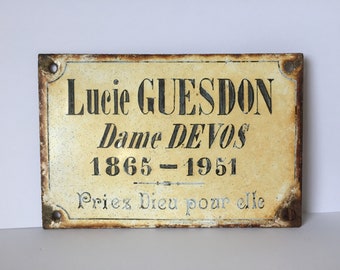 Lucie GUESDON
Dame DEVOS
1865 - 1951
Priez Dieu pour elle